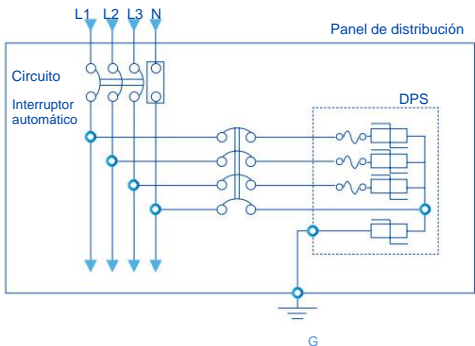 L1 L2 L3 N
Panel de distribución
Circuito
Interruptor
automático
DPS
G